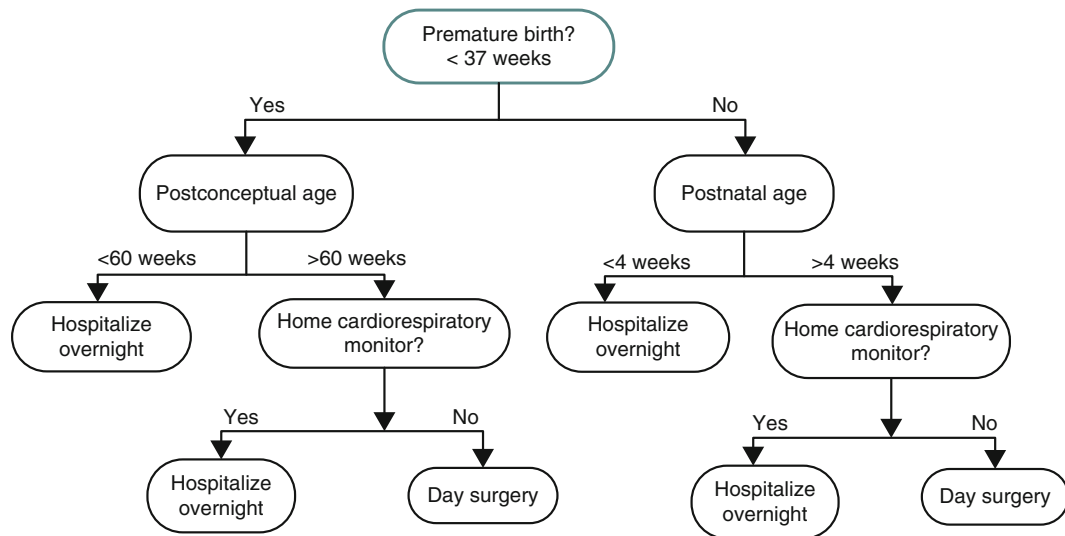 Premature birth?
< 37 weeks
Yes
No
Postconceptual age
Postnatal age
<60 weeks
>60 weeks
<4 weeks
>4 weeks
Hospitalize
overnight
Home cardiorespiratory
monitor?
Hospitalize
overnight
Home cardiorespiratory
monitor?
Yes
No
Yes
No
Hospitalize
overnight
Day surgery
Hospitalize
overnight
Day surgery